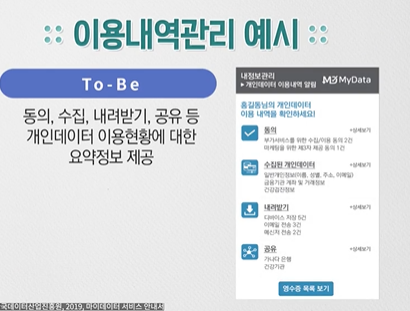 :: 이용내역관리 예시 ::
To-Be
동의, 수집, 내려받기, 공유 등
개인데이터 이용현황에 대한
요약정보 제공
내정보관리
▸개인데이터 이용내역 알림
MyData
홍길동님의 개인데이터
이용 내역을 확인하세요!
동의 +상세보기
부가서비스를 위한 수집/이용 동의 2건
마케팅을 위한 제3자 제공 동의 1건
수집된 개인데이터 +상세보기
일반개인정보(이름, 성별, 주소, 이메일)
금융기관 계좌 및 거래정보
건강검진정보
내려받기 +상세보기
디바이스 저장 5건
이메일 전송 3건
메신저 전송 2건
공유 +상세보기
가나다 은행
건강기관
영수증 목록 보기
국데이터산업진흥원, 2019, 마이데이터 서비스 안내서